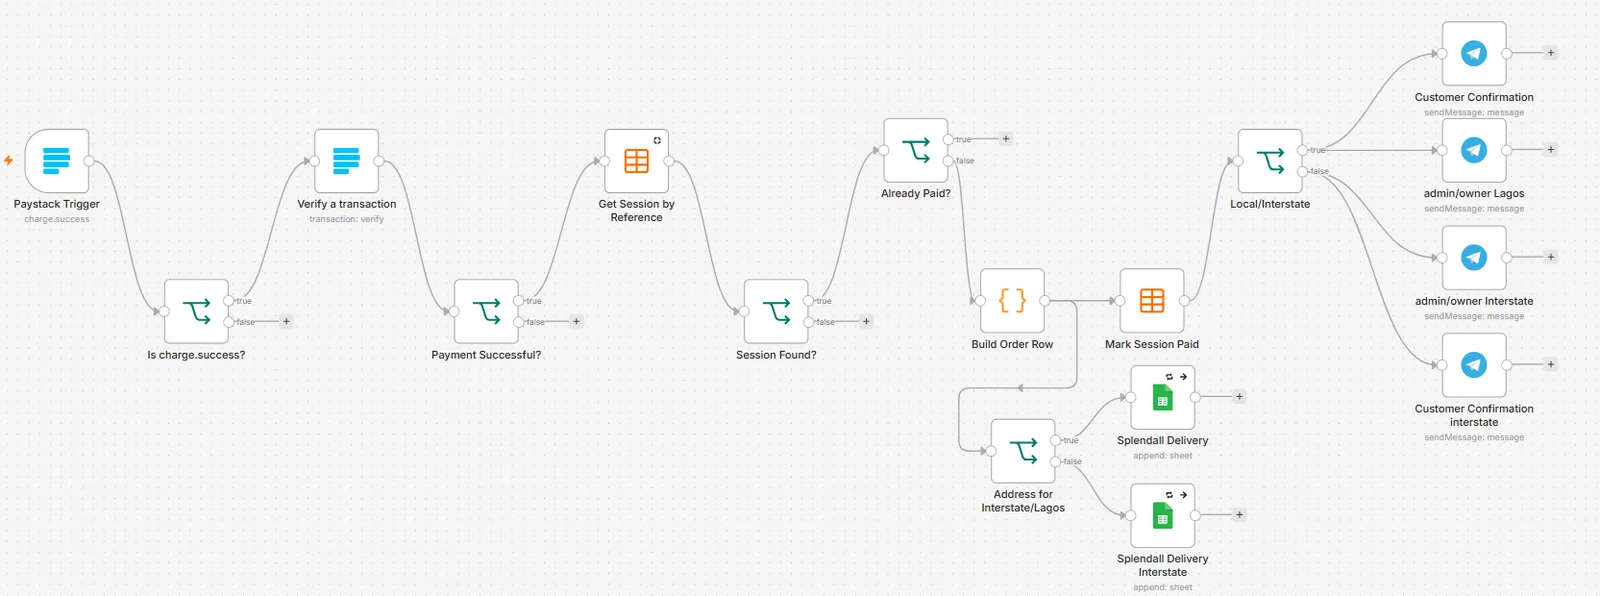 Paystack Trigger
charge.success
Is charge.success?
true
false
Verify a transaction
transaction: verify
Payment Successful?
true
false
Get Session by
Reference
Session Found?
true
false
Already Paid?
true
false
Build Order Row
Mark Session Paid
Address for
Interstate/Lagos
true
false
Splendall Delivery
append: sheet
Splendall Delivery
Interstate
append: sheet
Local/Interstate
true
false
Customer Confirmation
sendMessage: message
admin/owner Lagos
sendMessage: message
admin/owner Interstate
sendMessage: message
Customer Confirmation
interstate
sendMessage: message